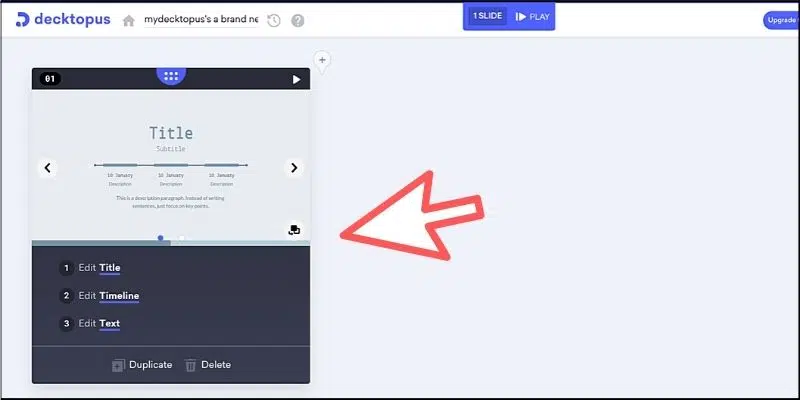 decktopus
mydecktopus's a brand ne
?
1 SLIDE
PLAY
Upgrade
+
01
Title
Subtitle
10 January 10 January 10 January
Description Description Description
This is a description paragraph. Instead of writing
sentences, just focus on key points.
1 Edit Title
2 Edit Timeline
3 Edit Text
Duplicate Delete